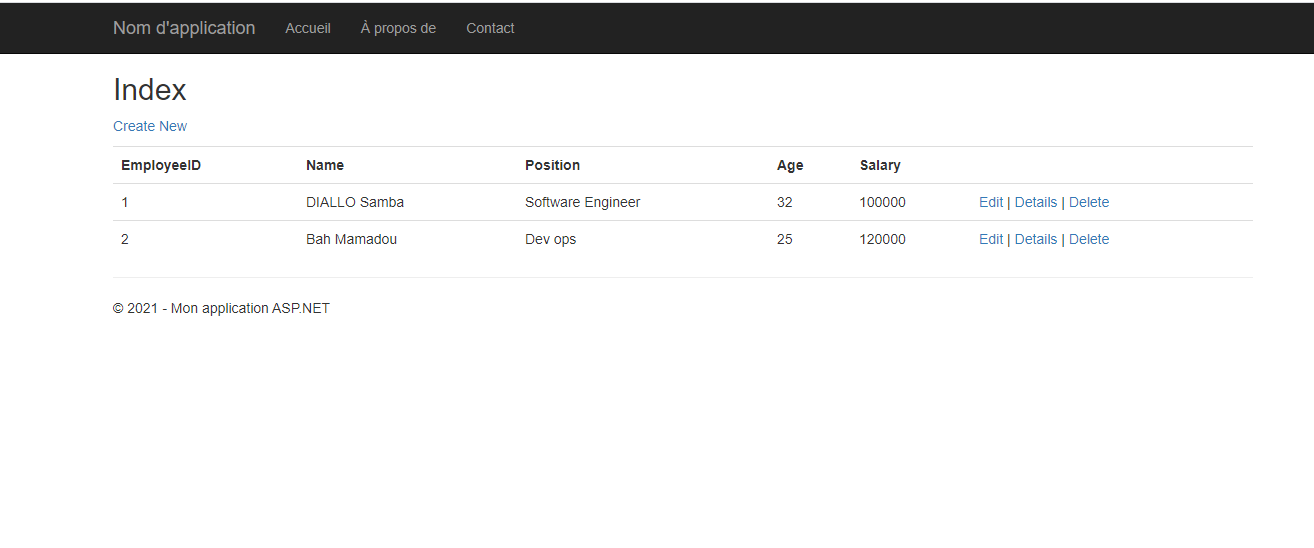 Nom d'application Accueil À propos de Contact
Index
Create New
EmployeeID Name Position Age Salary
1 DIALLO Samba Software Engineer 32 100000 Edit | Details | Delete
2 Bah Mamadou Dev ops 25 120000 Edit | Details | Delete
© 2021 - Mon application ASP.NET